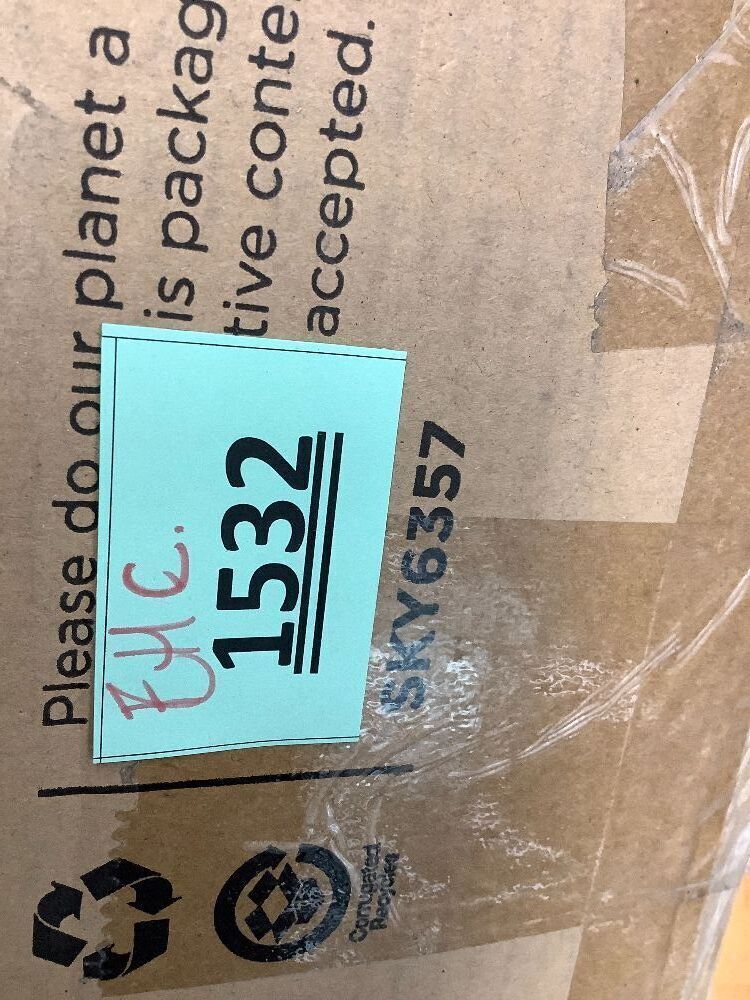 Please do our planet a
is packag
tive conte
accepted.
EHC.
1532
SKY6357
Corrugated
Recycles